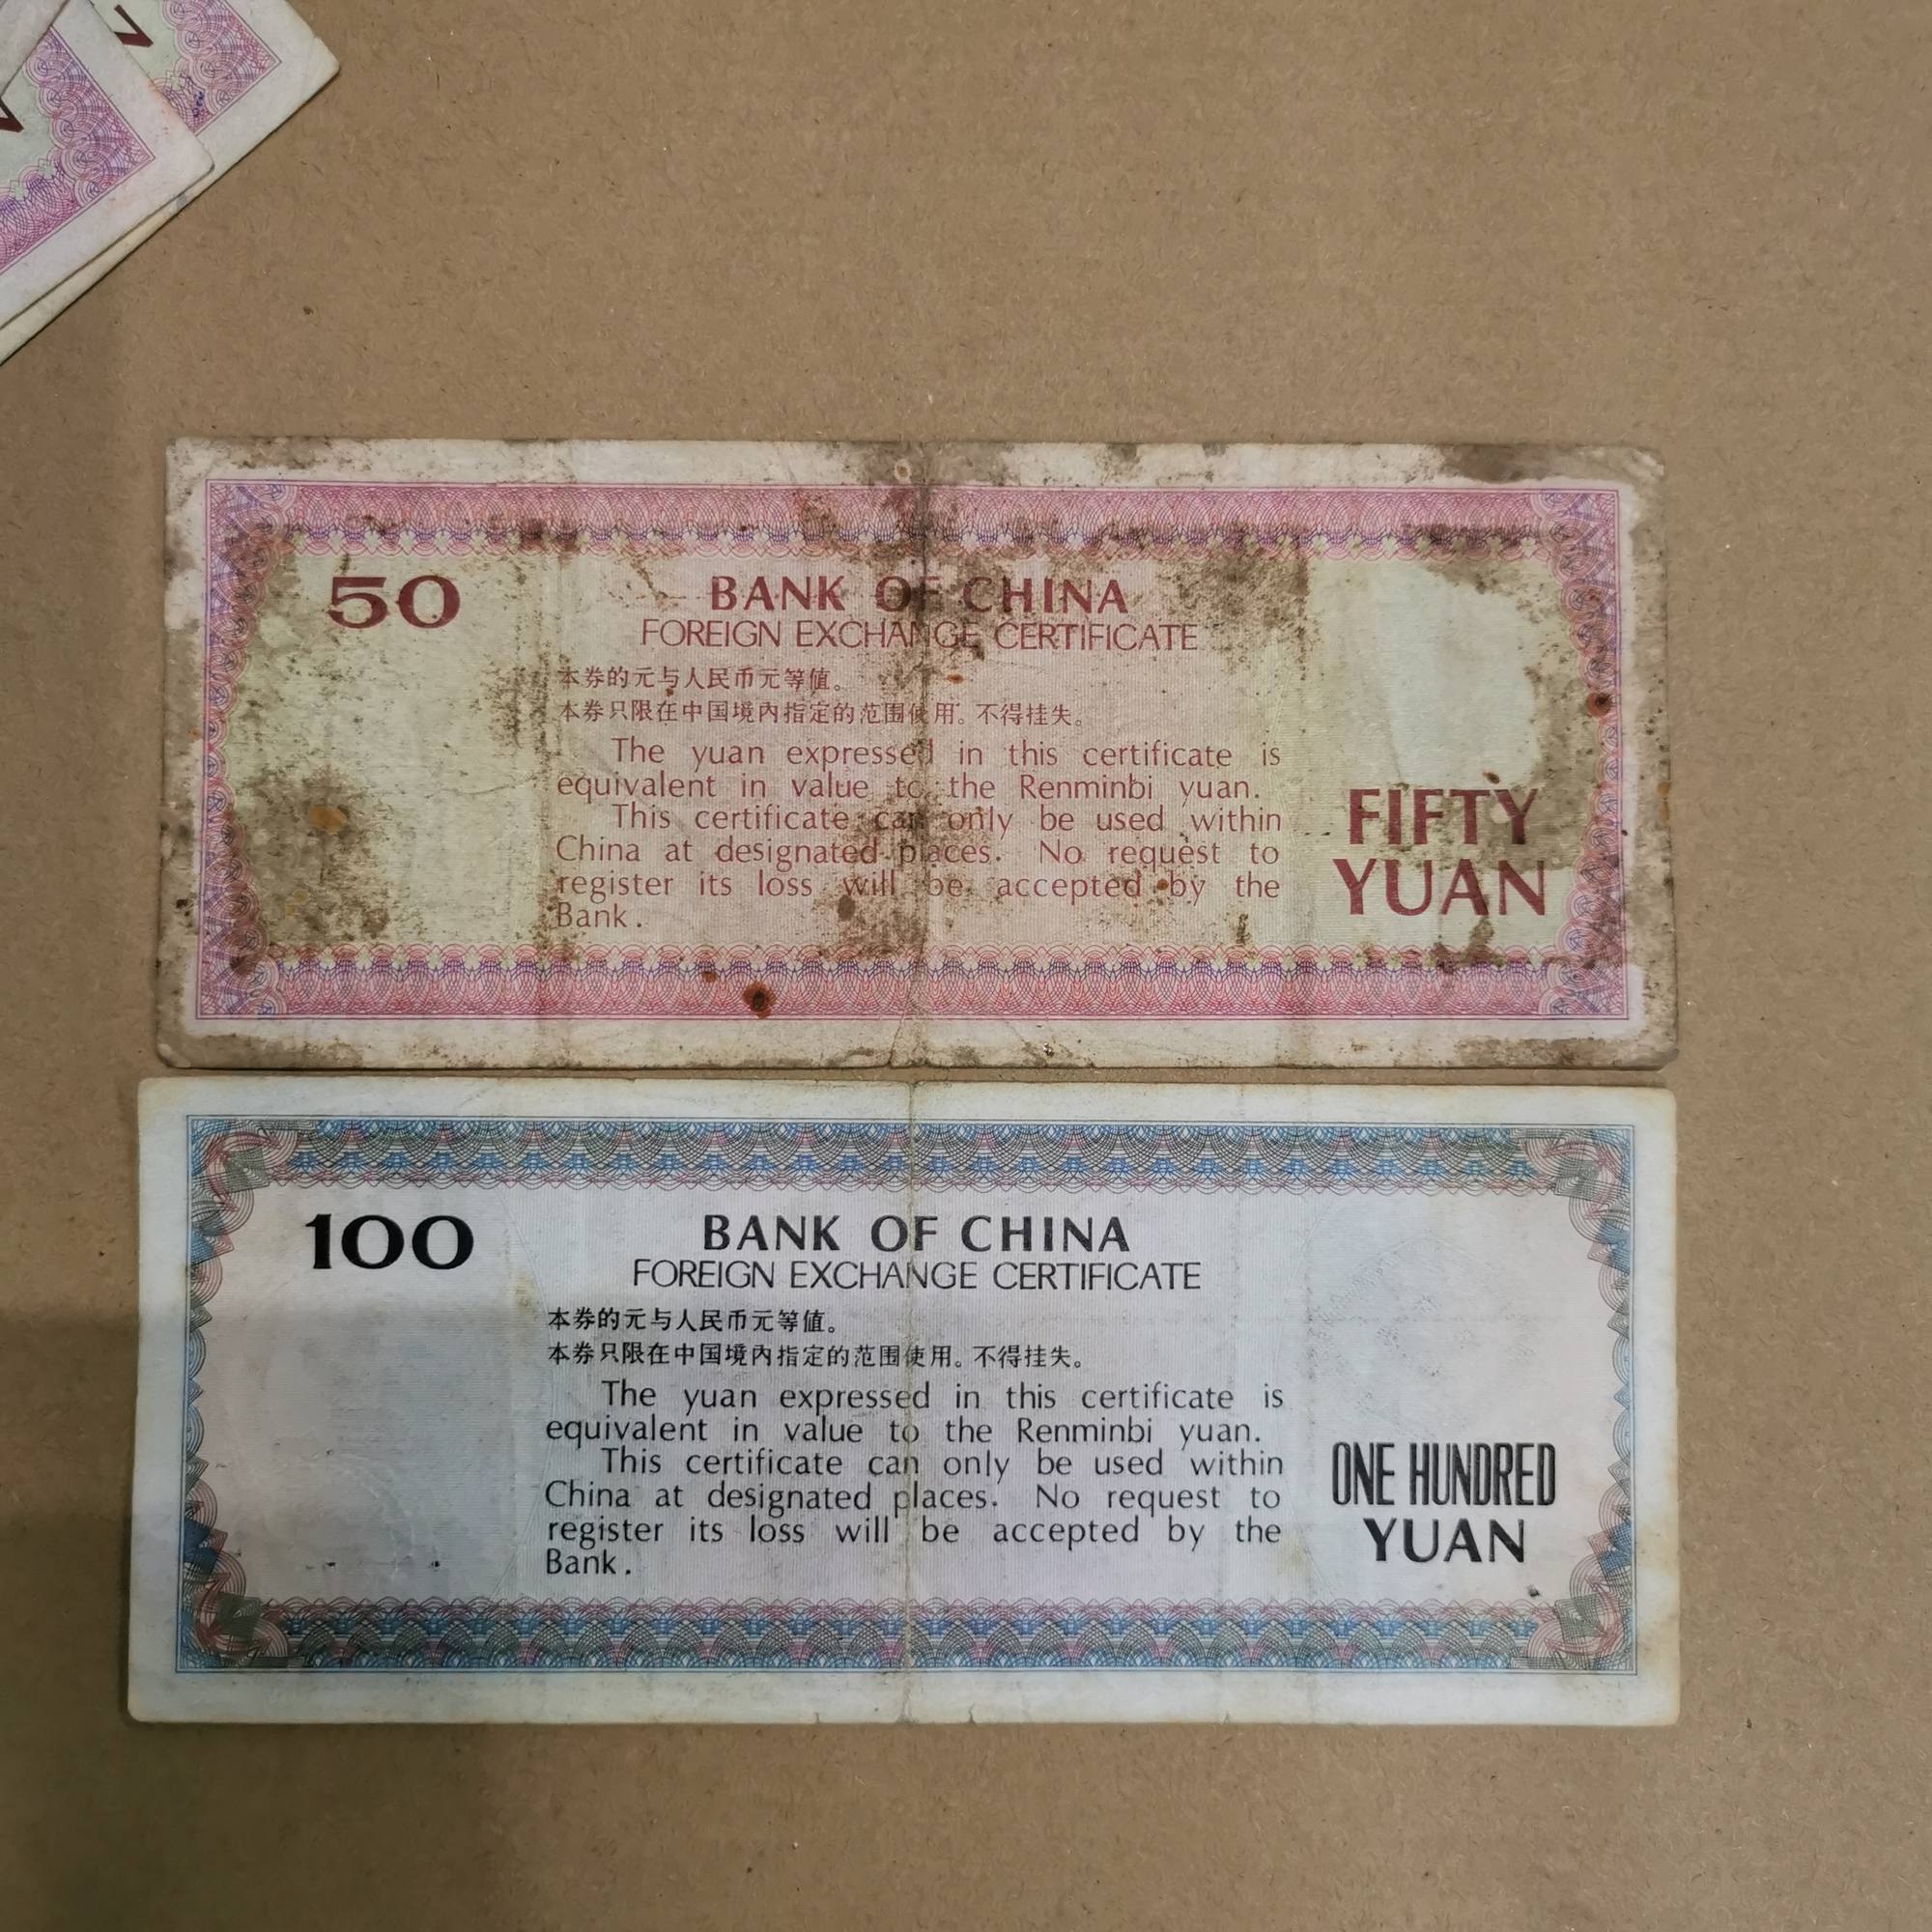 50
BANK OF CHINA
FOREIGN EXCHANGE CERTIFICATE
本券的元与人民币元等值。
本券只限在中国境内指定的范围使用。不得挂失。
The yuan expressed in this certificate is
equivalent in value to the Renminbi yuan.
This certificate can only be used within
China at designated places. No request to
register its loss will be accepted by the
Bank.
FIFTY
YUAN
100
BANK OF CHINA
FOREIGN EXCHANGE CERTIFICATE
本券的元与人民币元等值。
本券只限在中国境内指定的范围使用。不得挂失。
The yuan expressed in this certificate is
equivalent in value to the Renminbi yuan.
This certificate can only be used within
China at designated places. No request to
register its loss will be accepted by the
Bank.
ONE HUNDRED
YUAN